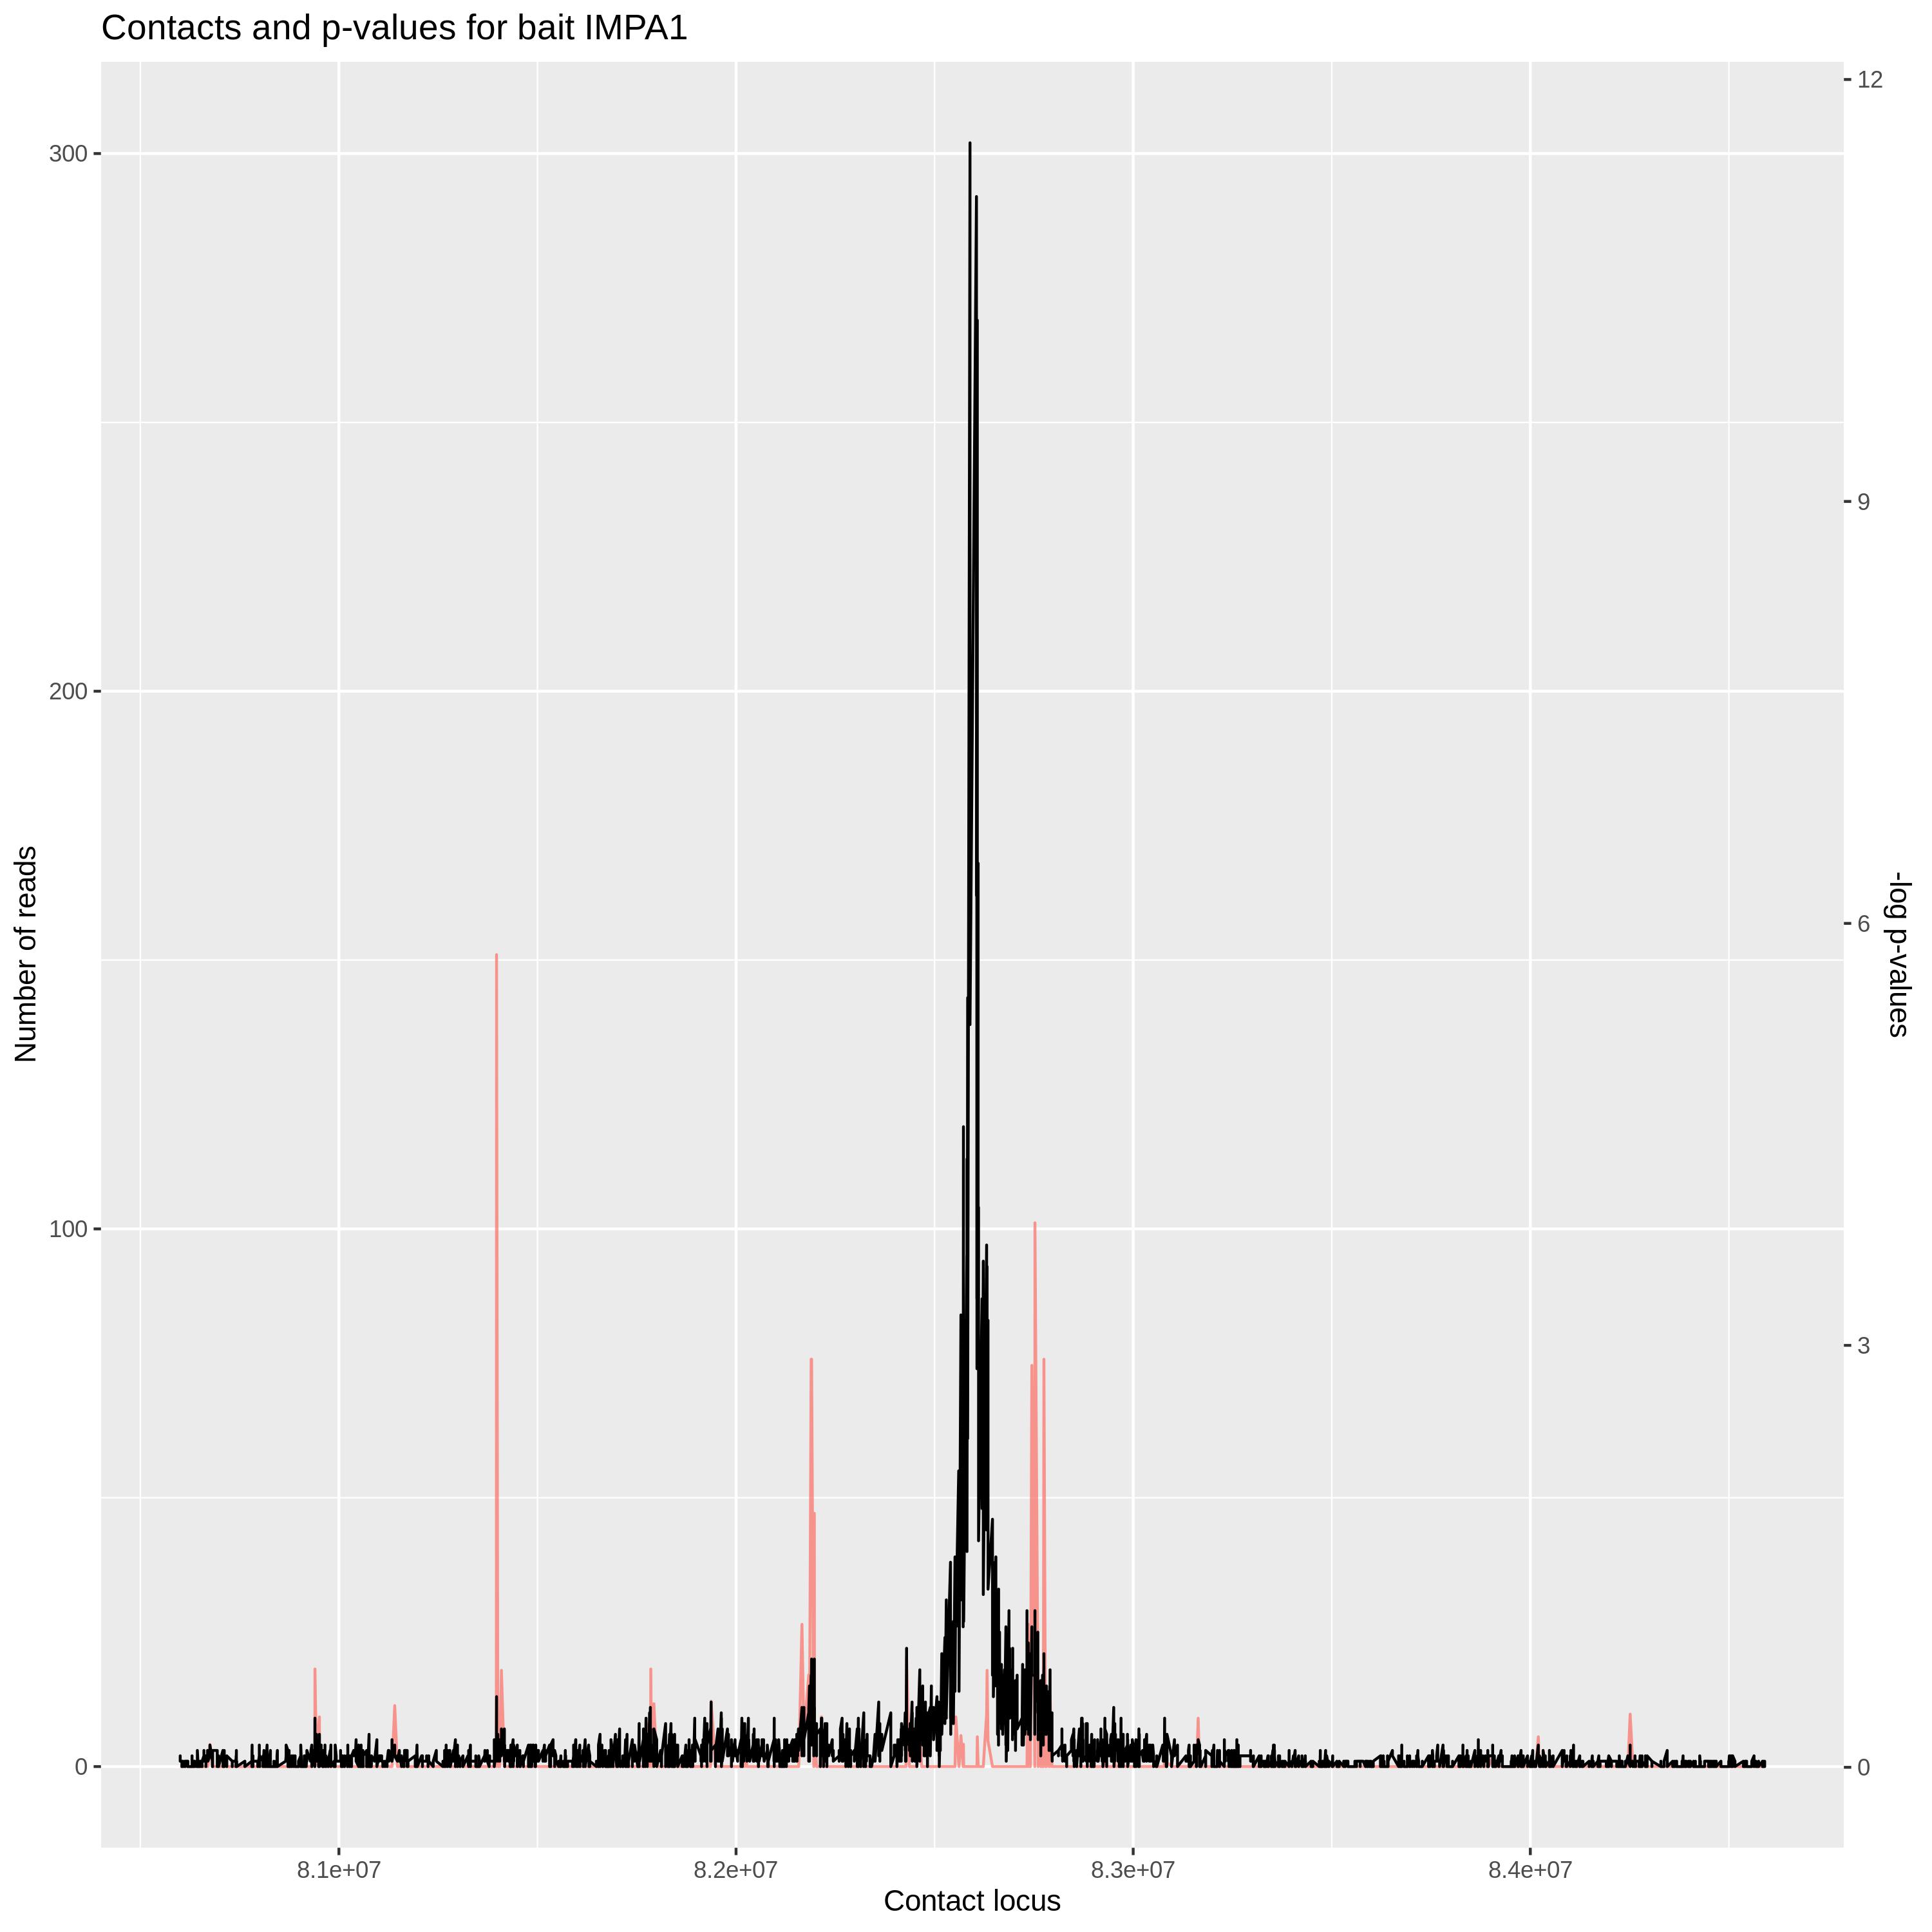 Contacts and p-values for bait IMPA1
300
200
100
0
Number of reads
12
9
6
3
0
-log p-values
8.1e+07
8.2e+07
8.3e+07
8.4e+07
Contact locus